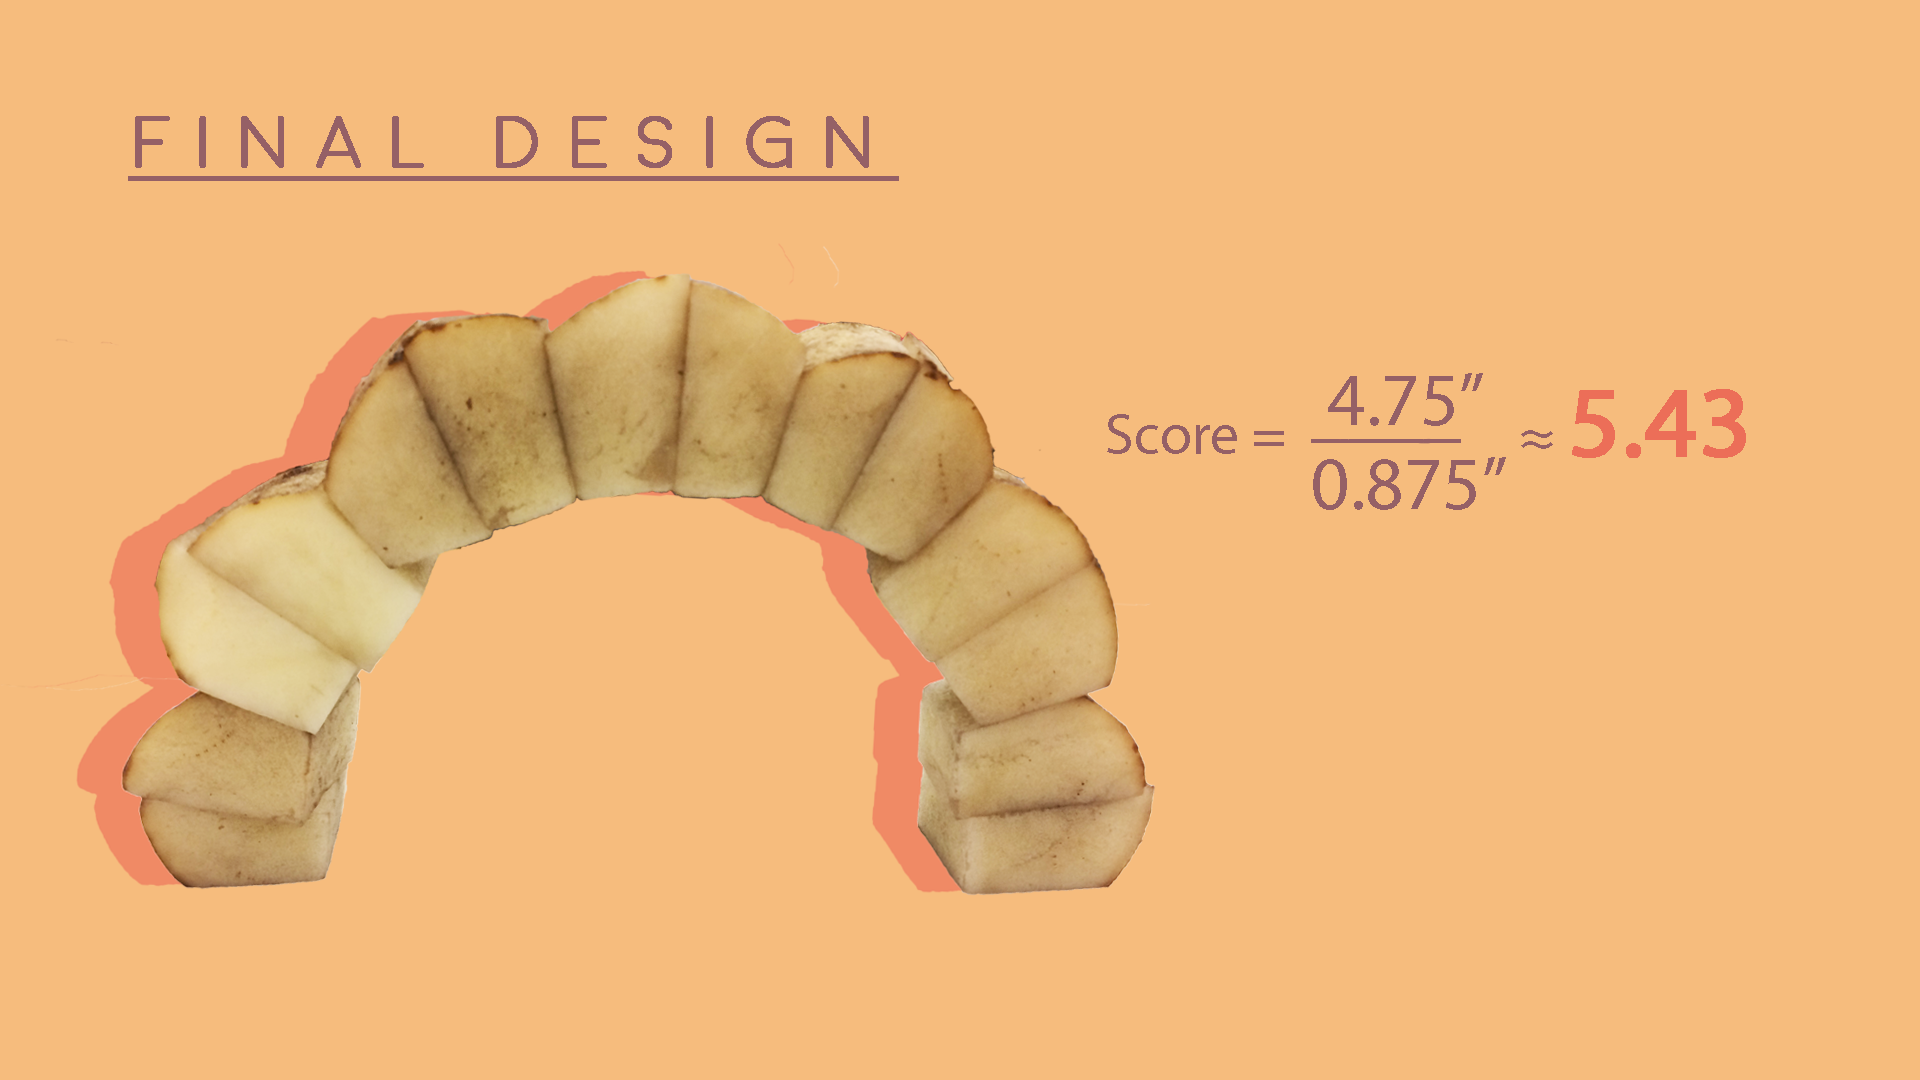 FINAL DESIGN
Score = 4.75″ / 0.875″ ≈ 5.43